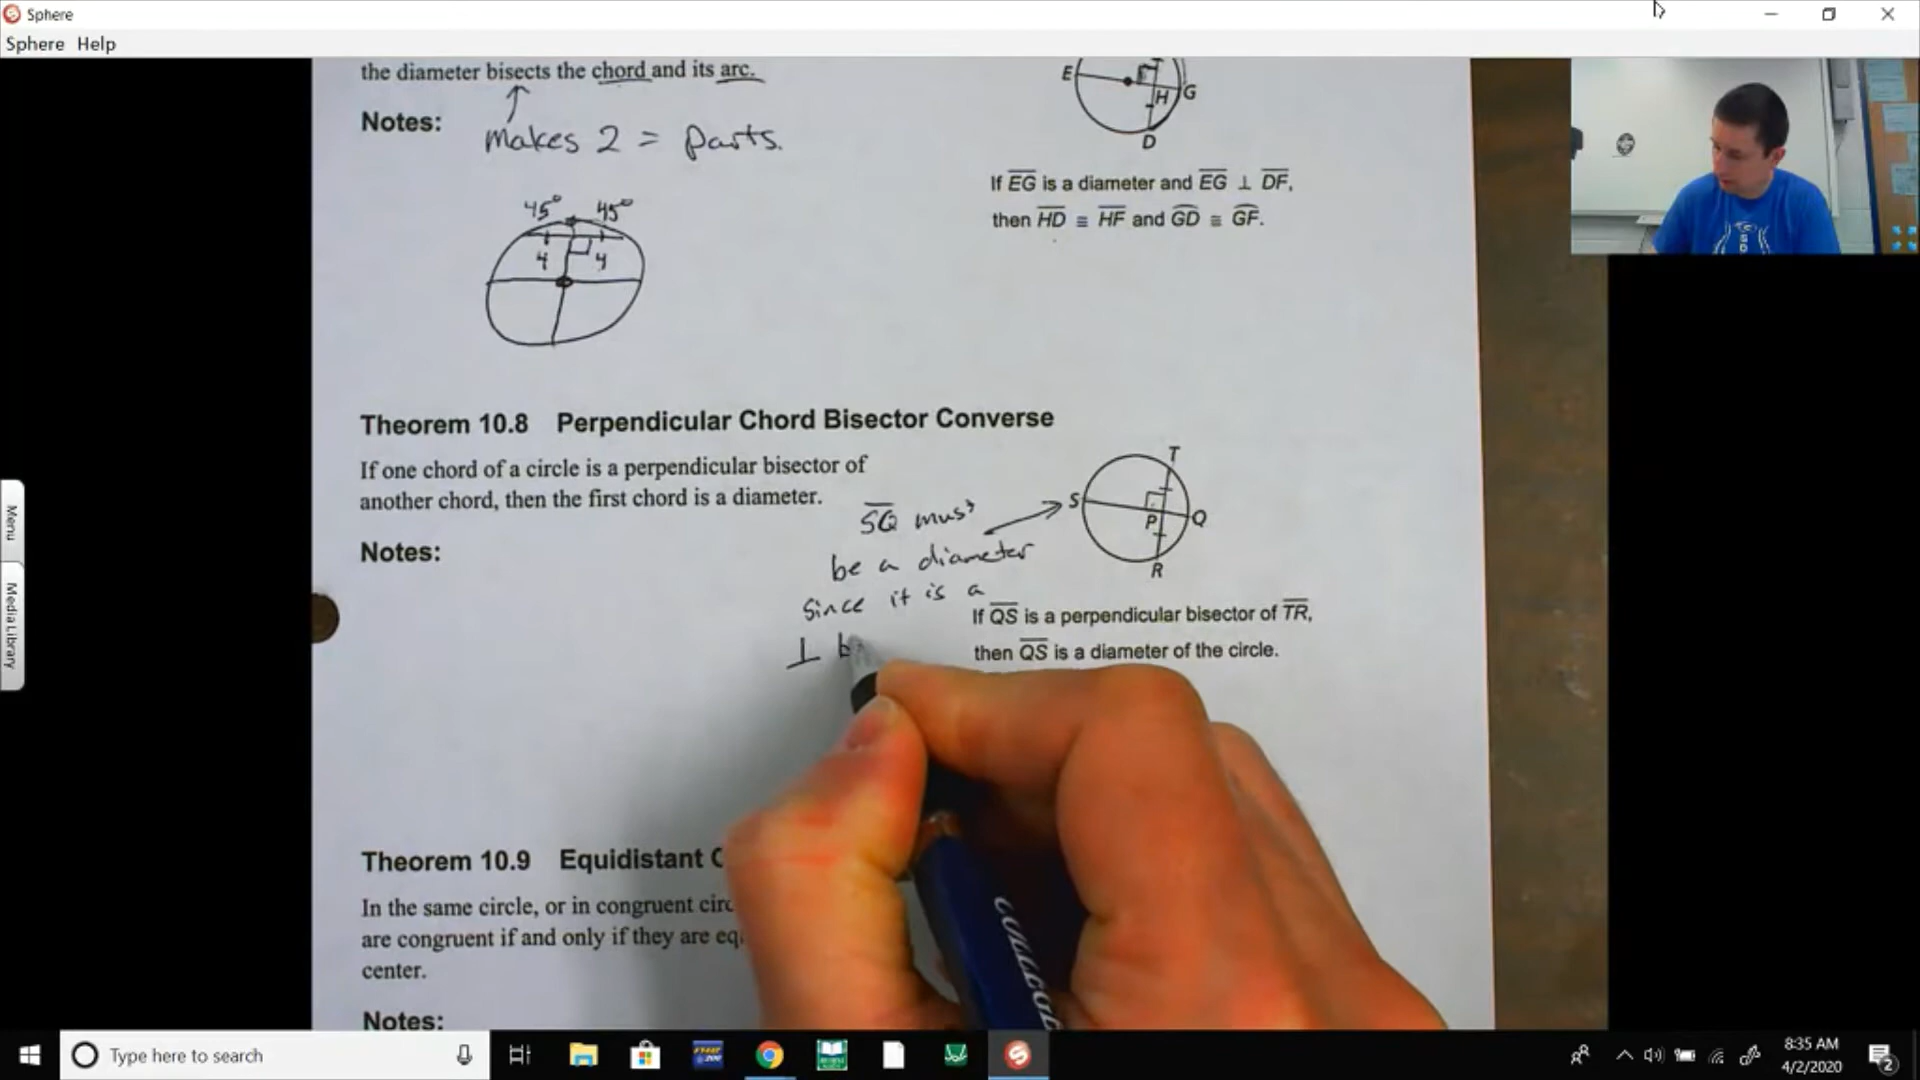 Sphere
Sphere Help
the diameter bisects the chord and its arc.
Notes:
makes 2 = parts.
E
H
G
D
If EG is a diameter and EG ⊥ DF,
then HD ≅ HF and GD ≅ GF.
45° 45°
4 4
Theorem 10.8 Perpendicular Chord Bisector Converse
If one chord of a circle is a perpendicular bisector of
another chord, then the first chord is a diameter.
T
S
P
Q
R
SQ must
be a diameter
since it is a
⊥
Notes:
If QS is a perpendicular bisector of TR,
then QS is a diameter of the circle.
Theorem 10.9 Equidistant
In the same circle, or in congruent
are congruent if and only if they are
center.
Notes:
Menu
Media Library
Type here to search
8:35 AM
4/2/2020
2